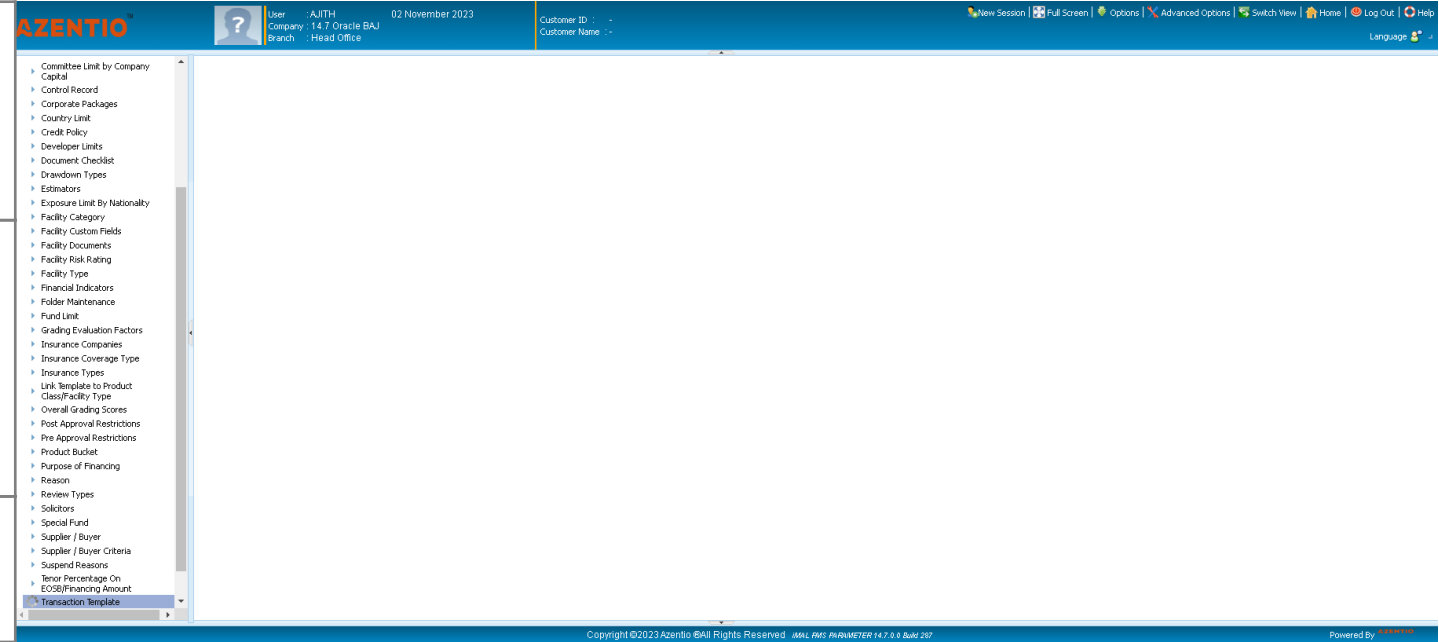 AZENTIO
User : AJITH 02 November 2023
Company : 14.7 Oracle BAJ
Branch : Head Office
Customer ID : -
Customer Name : -
New Session | Full Screen | Options | Advanced Options | Switch View | Home | Log Out | Help
Language
Committee Limit by Company
Capital
Control Record
Corporate Packages
Country Limit
Credit Policy
Developer Limits
Document Checklist
Drawdown Types
Estimators
Exposure Limit By Nationality
Facility Category
Facility Custom Fields
Facility Documents
Facility Risk Rating
Facility Type
Financial Indicators
Folder Maintenance
Fund Limit
Grading Evaluation Factors
Insurance Companies
Insurance Coverage Type
Insurance Types
Link Template to Product
Class/Facility Type
Overall Grading Scores
Post Approval Restrictions
Pre Approval Restrictions
Product Bucket
Purpose of Financing
Reason
Review Types
Solicitors
Special Fund
Supplier / Buyer
Supplier / Buyer Criteria
Suspend Reasons
Tenor Percentage On
EOSB/Financing Amount
Transaction Template
Copyright ©2023 Azentio ®All Rights Reserved iMAL FMS PARAMETER 14.7.0.0 Build 287
Powered By AZENTIO